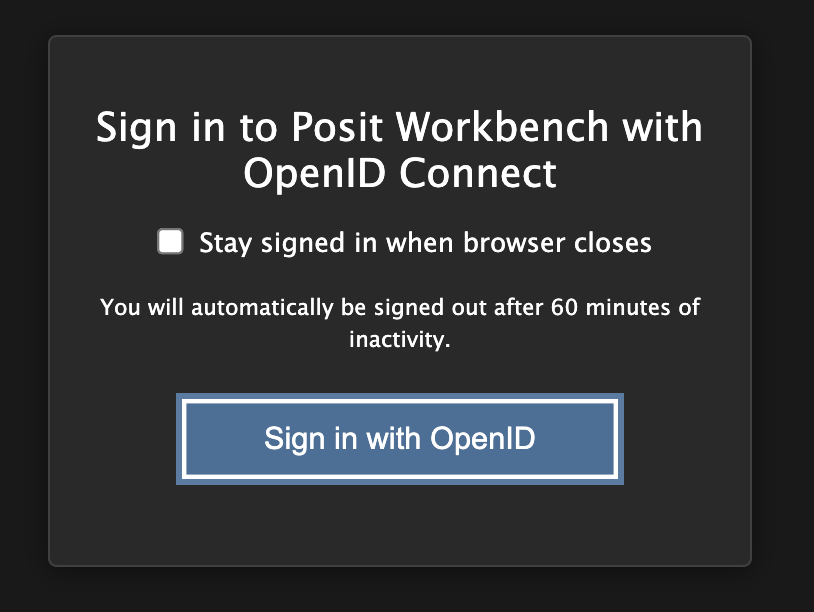 Sign in to Posit Workbench with
OpenID Connect
Stay signed in when browser closes
You will automatically be signed out after 60 minutes of
inactivity.
Sign in with OpenID